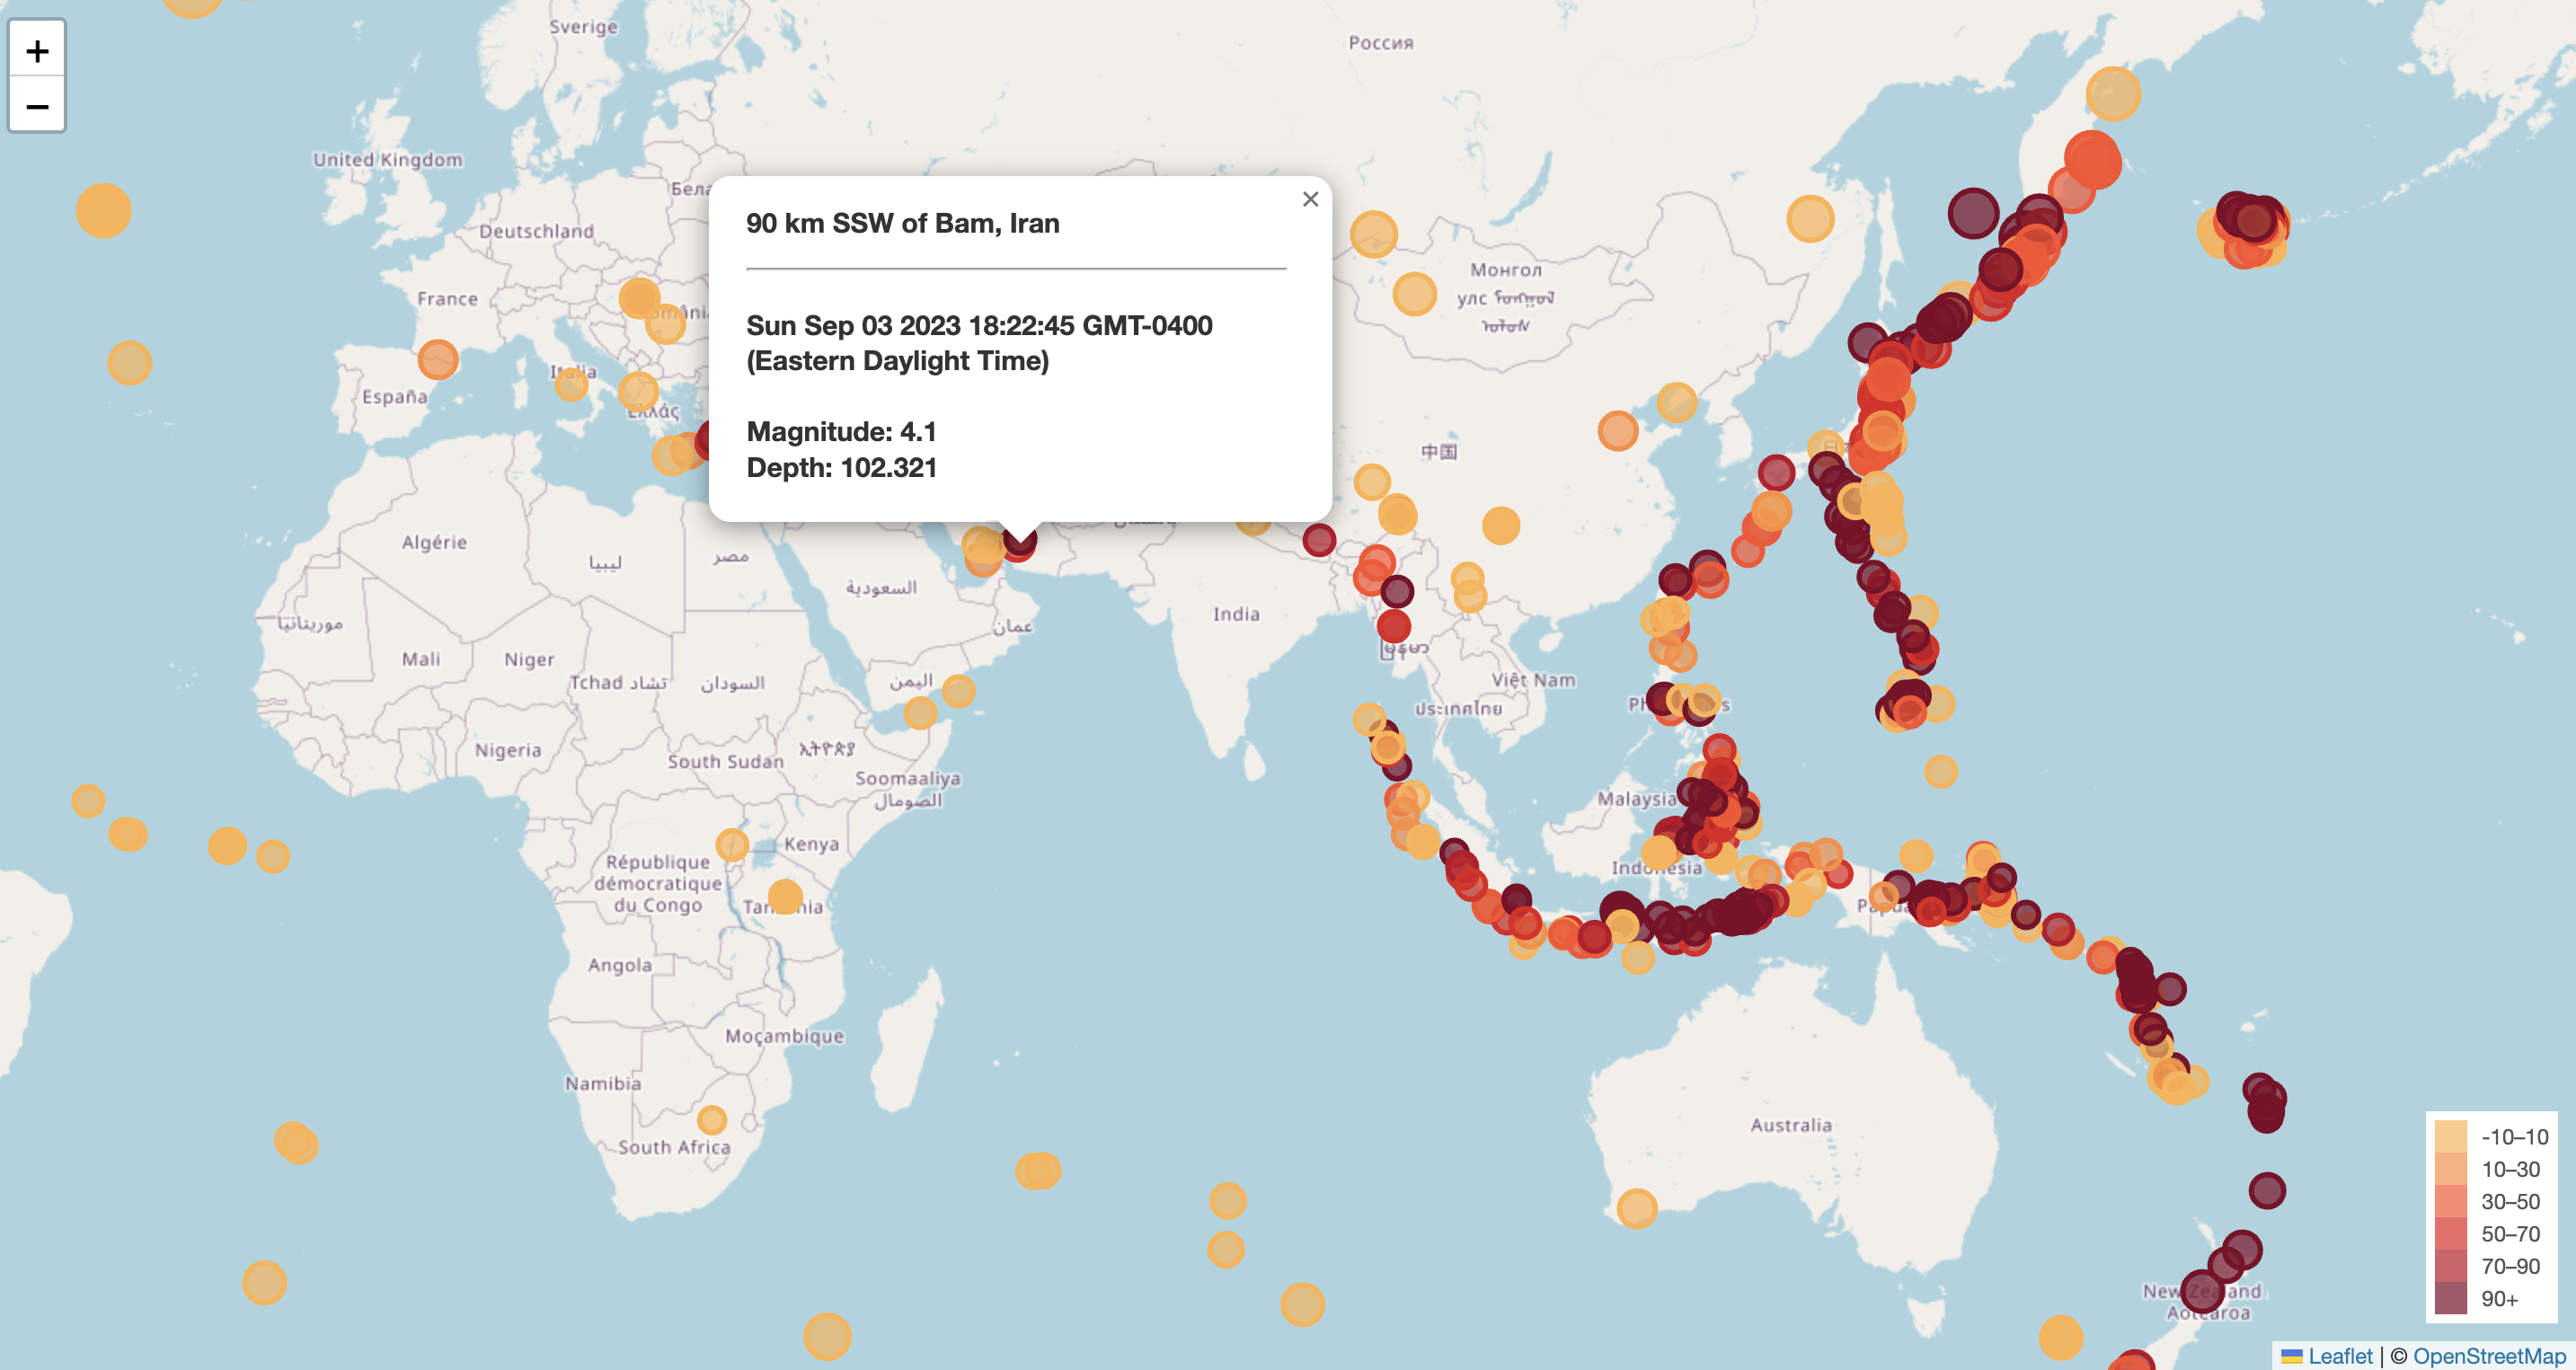 +
−
Sverige
Россия
United Kingdom
Бела
Deutschland
France
Italia
España
Ελλάς
×
90 km SSW of Bam, Iran
Sun Sep 03 2023 18:22:45 GMT-0400
(Eastern Daylight Time)
Magnitude: 4.1
Depth: 102.321
Монгол
улс
中国
Algérie
ليبيا
مصر
السعودية
عمان
India
موريتانيا
Mali
Niger
Tchad تشاد
السودان
اليمن
Việt Nam
ประเทศไทย
Nigeria
South Sudan
ኢትዮጵያ
Soomaaliya
الصومال
Malaysia
Kenya
République
démocratique
du Congo
Indonesia
Tanzania
Angola
Moçambique
Namibia
South Africa
Australia
New Zealand
Aotearoa
-10–10
10–30
30–50
50–70
70–90
90+
Leaflet | © OpenStreetMap